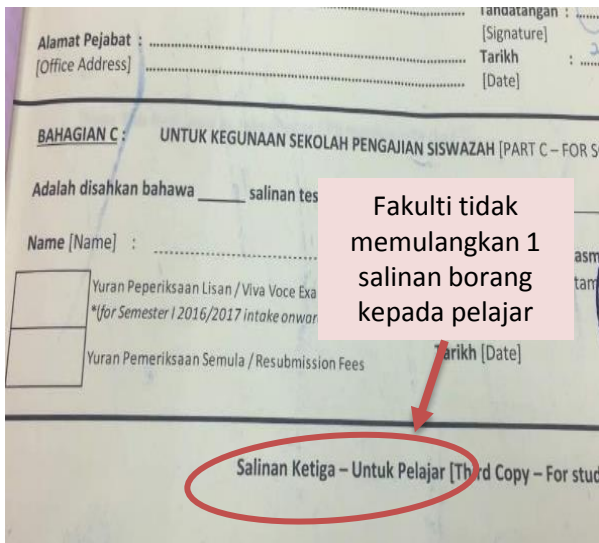 Tandatangan :
Alamat Pejabat :
[Signature]
[Office Address]
Tarikh :
[Date]
BAHAGIAN C : UNTUK KEGUNAAN SEKOLAH PENGAJIAN SISWAZAH [PART C – FOR
Adalah disahkan bahawa _____ salinan tes
Fakulti tidak
memulangkan 1
salinan borang
kepada pelajar
Name [Name] :
Yuran Peperiksaan Lisan / Viva Voce Exa
*(for Semester I 2016/2017 intake onwar
Yuran Pemeriksaan Semula / Resubmission Fees
Tarikh [Date]
Salinan Ketiga – Untuk Pelajar [Third Copy – For stud